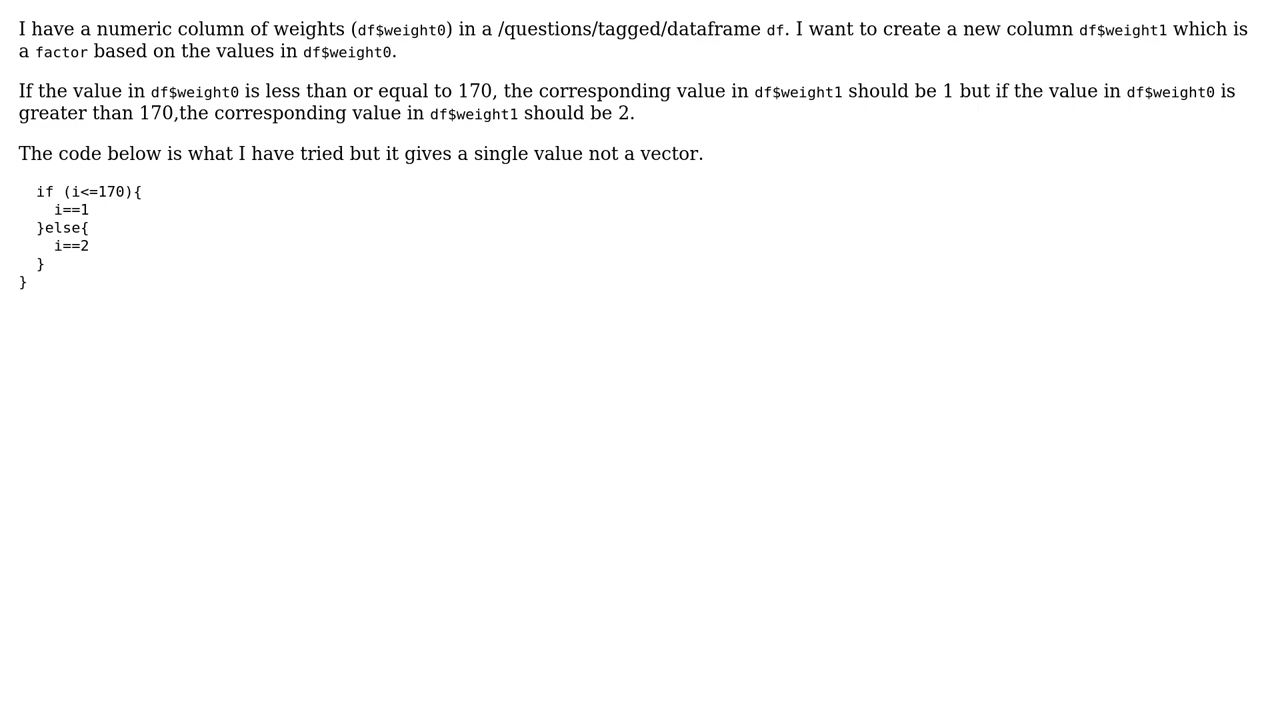 I have a numeric column of weights (df$weight0) in a /questions/tagged/dataframe df. I want to create a new column df$weight1 which is
a factor based on the values in df$weight0.
If the value in df$weight0 is less than or equal to 170, the corresponding value in df$weight1 should be 1 but if the value in df$weight0 is
greater than 170,the corresponding value in df$weight1 should be 2.
The code below is what I have tried but it gives a single value not a vector.
  if (i<=170){
    i==1
  }else{
    i==2
  }
}